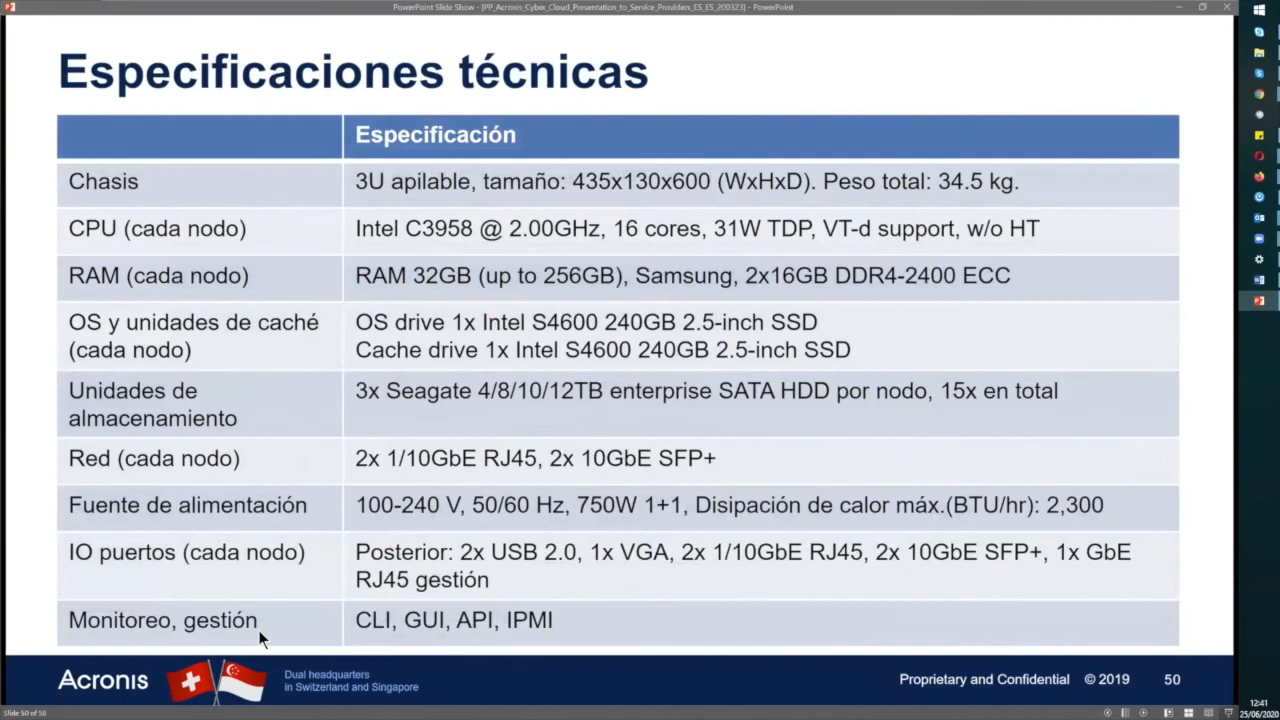 PowerPoint Slide Show - [PP_Acronis_Cyber_Cloud_Presentation_to_Service_Providers_ES_ES_200323] - PowerPoint
Especificaciones técnicas
Especificación
Chasis
3U apilable, tamaño: 435x130x600 (WxHxD). Peso total: 34.5 kg.
CPU (cada nodo)
Intel C3958 @ 2.00GHz, 16 cores, 31W TDP, VT-d support, w/o HT
RAM (cada nodo)
RAM 32GB (up to 256GB), Samsung, 2x16GB DDR4-2400 ECC
OS y unidades de caché
(cada nodo)
OS drive 1x Intel S4600 240GB 2.5-inch SSD
Cache drive 1x Intel S4600 240GB 2.5-inch SSD
Unidades de
almacenamiento
3x Seagate 4/8/10/12TB enterprise SATA HDD por nodo, 15x en total
Red (cada nodo)
2x 1/10GbE RJ45, 2x 10GbE SFP+
Fuente de alimentación
100-240 V, 50/60 Hz, 750W 1+1, Disipación de calor máx.(BTU/hr): 2,300
IO puertos (cada nodo)
Posterior: 2x USB 2.0, 1x VGA, 2x 1/10GbE RJ45, 2x 10GbE SFP+, 1x GbE
RJ45 gestión
Monitoreo, gestión
CLI, GUI, API, IPMI
Acronis
Dual headquarters
in Switzerland and Singapore
Proprietary and Confidential © 2019 50
Slide 50 of 50
12:41
25/06/2020